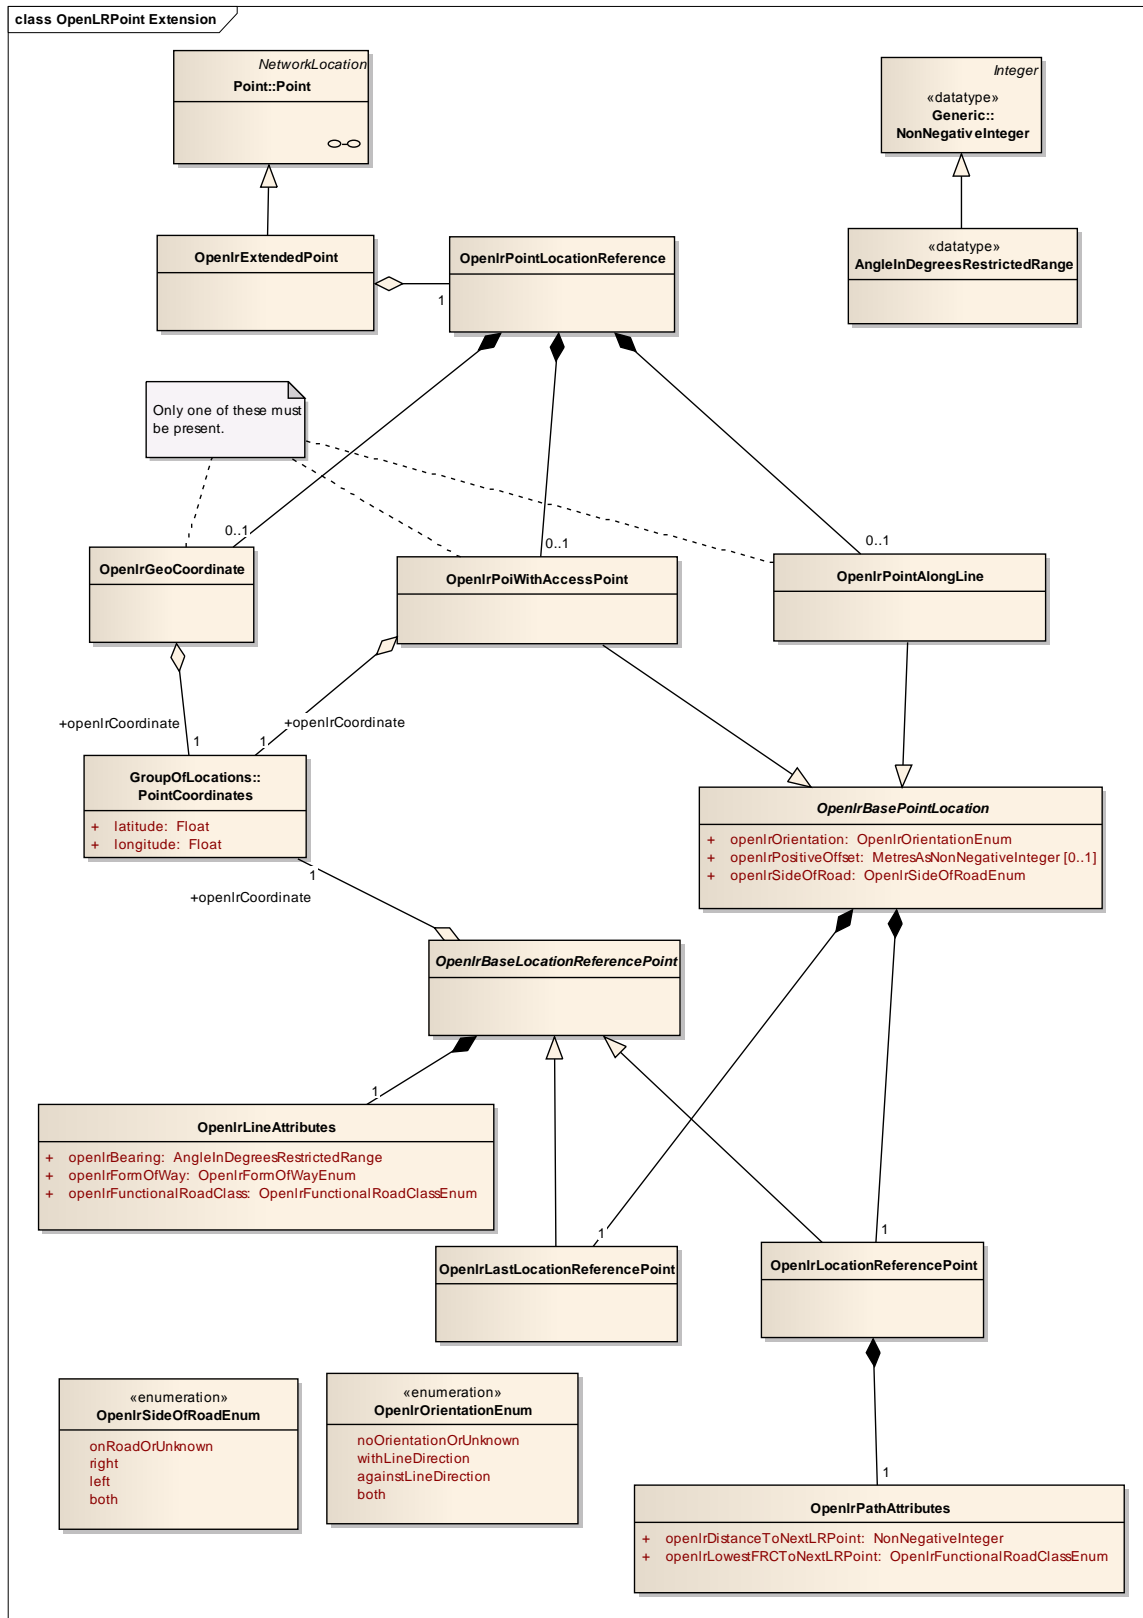 class OpenLRPoint Extension
NetworkLocation
Point::Point
Integer
«datatype»
Generic::
NonNegativeInteger
OpenlrExtendedPoint
OpenlrPointLocationReference
1
«datatype»
AngleInDegreesRestrictedRange
Only one of these must
be present.
0..1
0..1
0..1
OpenlrGeoCoordinate
OpenlrPoiWithAccessPoint
OpenlrPointAlongLine
+openlrCoordinate
1
+openlrCoordinate
1
GroupOfLocations::
PointCoordinates
+ latitude: Float
+ longitude: Float
OpenlrBasePointLocation
+ openlrOrientation: OpenlrOrientationEnum
+ openlrPositiveOffset: MetresAsNonNegativeInteger [0..1]
+ openlrSideOfRoad: OpenlrSideOfRoadEnum
1
+openlrCoordinate
OpenlrBaseLocationReferencePoint
1
OpenlrLineAttributes
+ openlrBearing: AngleInDegreesRestrictedRange
+ openlrFormOfWay: OpenlrFormOfWayEnum
+ openlrFunctionalRoadClass: OpenlrFunctionalRoadClassEnum
1
1
OpenlrLastLocationReferencePoint
OpenlrLocationReferencePoint
«enumeration»
OpenlrSideOfRoadEnum
onRoadOrUnknown
right
left
both
«enumeration»
OpenlrOrientationEnum
noOrientationOrUnknown
withLineDirection
againstLineDirection
both
1
OpenlrPathAttributes
+ openlrDistanceToNextLRPoint: NonNegativeInteger
+ openlrLowestFRCToNextLRPoint: OpenlrFunctionalRoadClassEnum